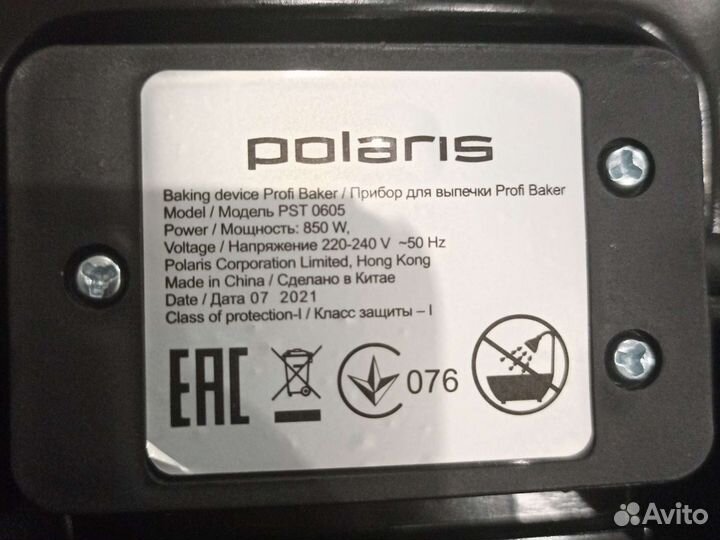 polaris
Baking device Profi Baker / Прибор для выпечки Profi Baker
Model / Модель PST 0605
Power / Мощность: 850 W,
Voltage / Напряжение 220-240 V ~50 Hz
Polaris Corporation Limited, Hong Kong
Made in China / Сделано в Китае
Date / Дата 07 2021
Class of protection-I / Класс защиты – I
EAC 076
Avito